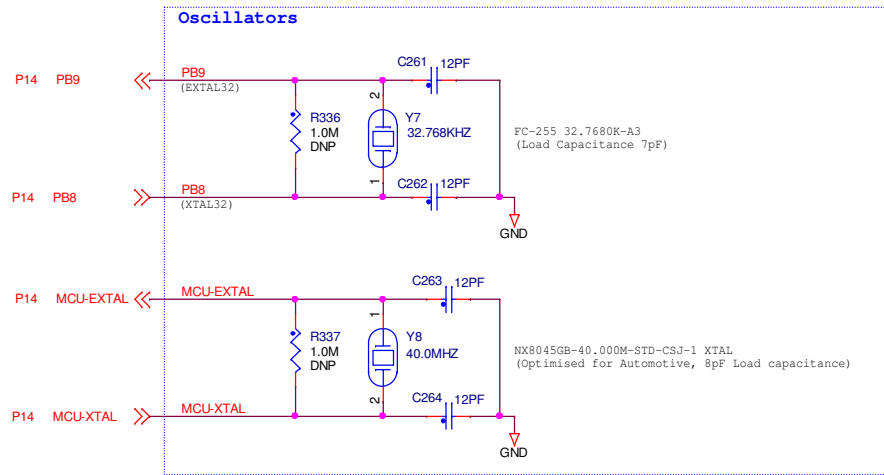 Oscillators
C261 12PF
P14 PB9 PB9
(EXTAL32)
2
R336
1.0M
DNP
Y7
32.768KHZ
FC-255 32.7680K-A3
(Load Capacitance 7pF)
1
C262 12PF
P14 PB8 PB8
(XTAL32)
GND
C263 12PF
P14 MCU-EXTAL MCU-EXTAL
1
R337
1.0M
DNP
Y8
40.0MHZ
NX8045GB-40.000M-STD-CSJ-1 XTAL
(Optimised for Automotive, 8pF Load capacitance)
2
C264 12PF
P14 MCU-XTAL MCU-XTAL
GND